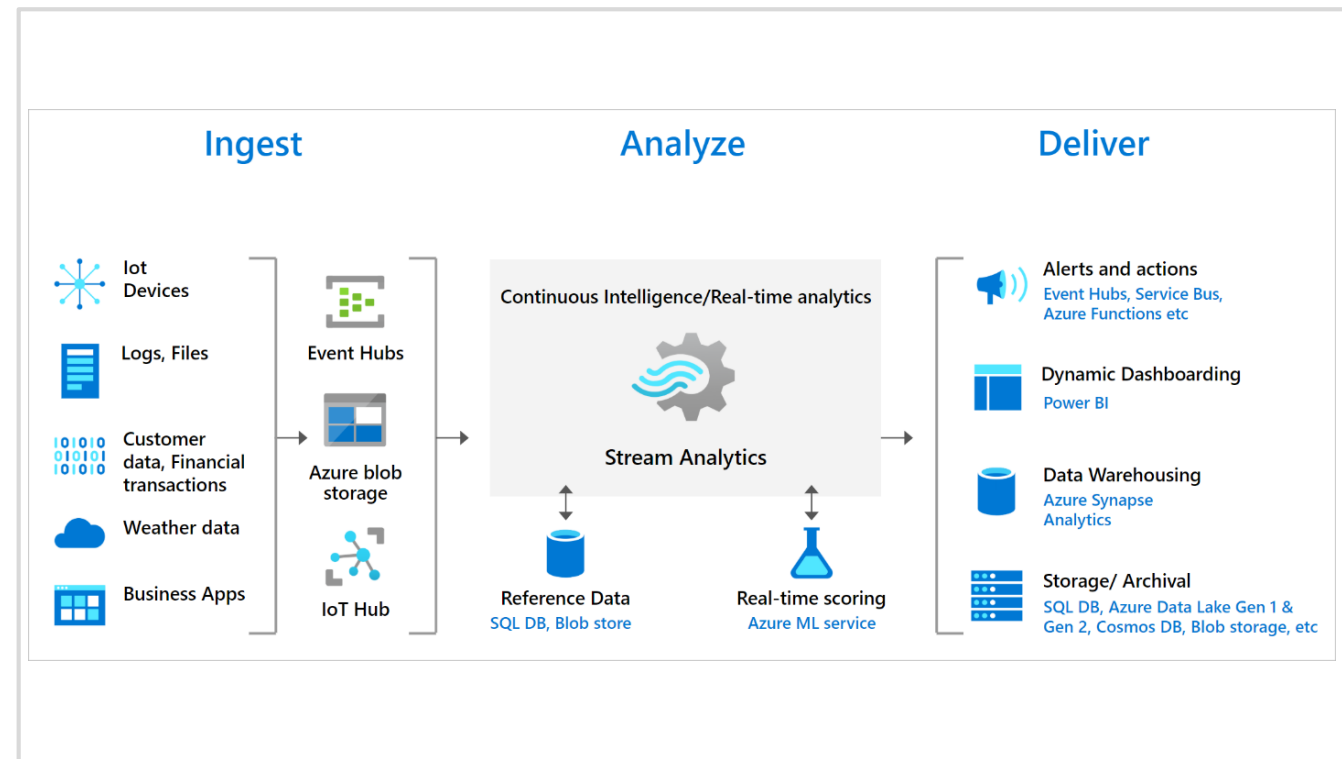 Ingest
Analyze
Deliver
Iot
Devices
Logs, Files
Customer
data, Financial
transactions
Weather data
Business Apps
Event Hubs
Azure blob
storage
IoT Hub
Continuous Intelligence/Real-time analytics
Stream Analytics
Reference Data
SQL DB, Blob store
Real-time scoring
Azure ML service
Alerts and actions
Event Hubs, Service Bus,
Azure Functions etc
Dynamic Dashboarding
Power BI
Data Warehousing
Azure Synapse
Analytics
Storage/ Archival
SQL DB, Azure Data Lake Gen 1 &
Gen 2, Cosmos DB, Blob storage, etc